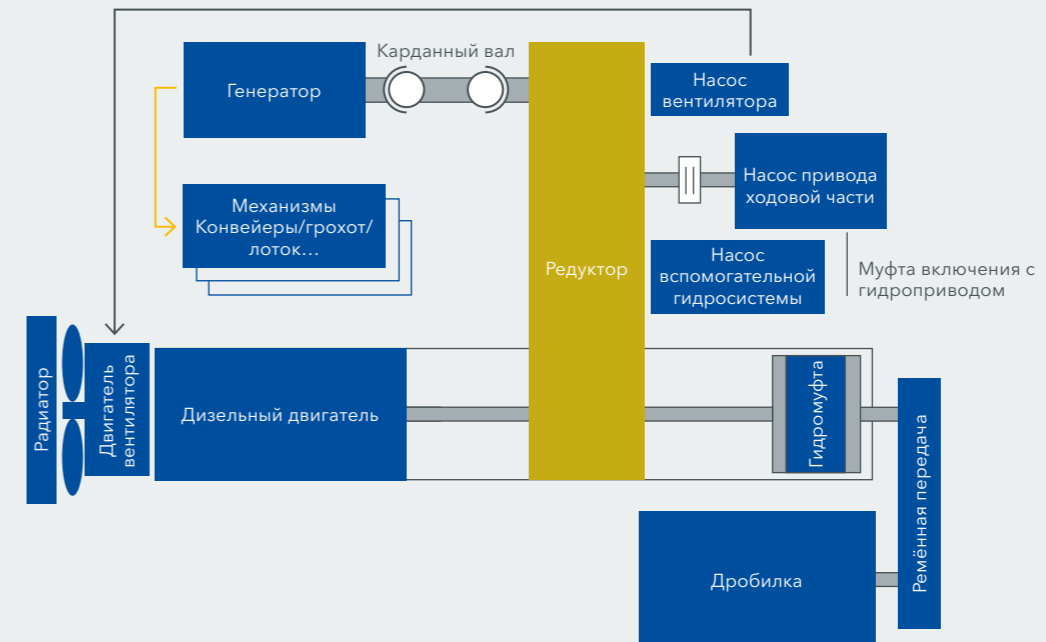 Карданный вал
Генератор
Насос
вентилятора
Насос привода
ходовой части
Механизмы
Конвейеры/грохот/
лоток...
Редуктор
Насос
вспомогательной
гидросистемы
Муфта включения с
гидроприводом
Радиатор
Двигатель
вентилятора
Дизельный двигатель
Гидромуфта
Ремённая передача
Дробилка